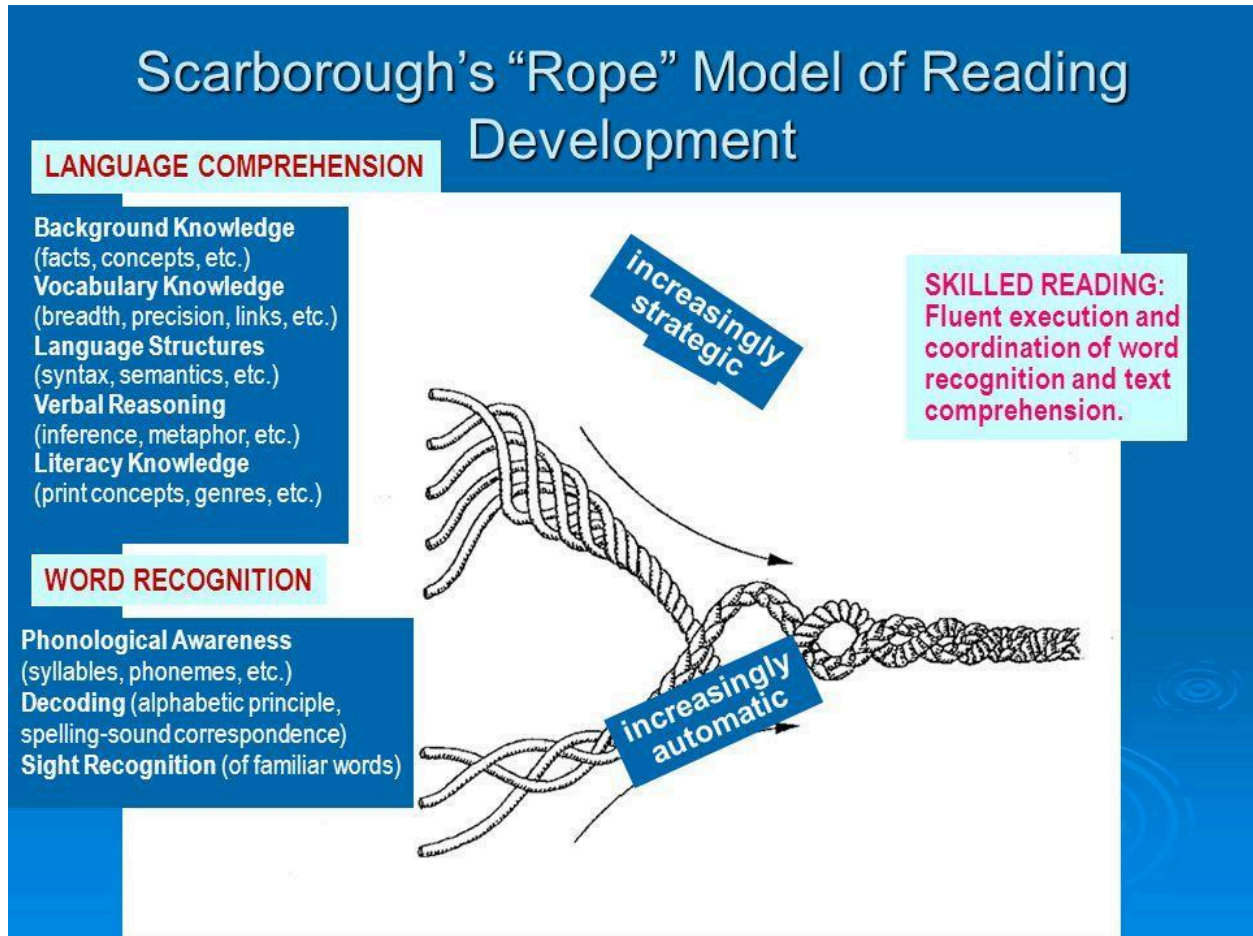 Scarborough’s “Rope” Model of Reading
Development
LANGUAGE COMPREHENSION
Background Knowledge
(facts, concepts, etc.)
Vocabulary Knowledge
(breadth, precision, links, etc.)
Language Structures
(syntax, semantics, etc.)
Verbal Reasoning
(inference, metaphor, etc.)
Literacy Knowledge
(print concepts, genres, etc.)
WORD RECOGNITION
Phonological Awareness
(syllables, phonemes, etc.)
Decoding (alphabetic principle,
spelling-sound correspondence)
Sight Recognition (of familiar words)
increasingly
strategic
increasingly
automatic
SKILLED READING:
Fluent execution and
coordination of word
recognition and text
comprehension.